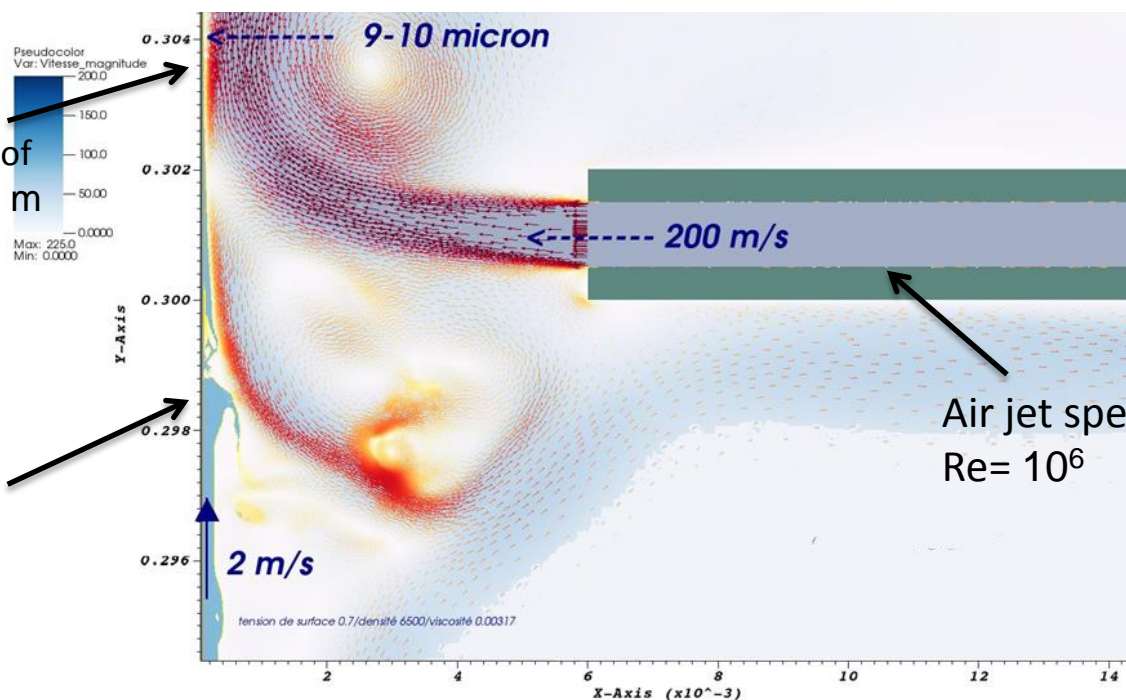 0.304
9-10 micron
Pseudocolor
Var: Vitesse_magnitude
200.0
150.0
of
100.0
m
50.00
0.0000
Max: 225.0
Min: 0.0000
0.302
200 m/s
0.300
Y-Axis
0.298
Air jet spe
Re= 10⁶
0.296
2 m/s
tension de surface 0.7/densité 6500/viscosité 0.00317
2
4
6
8
10
12
14
X-Axis (x10^-3)